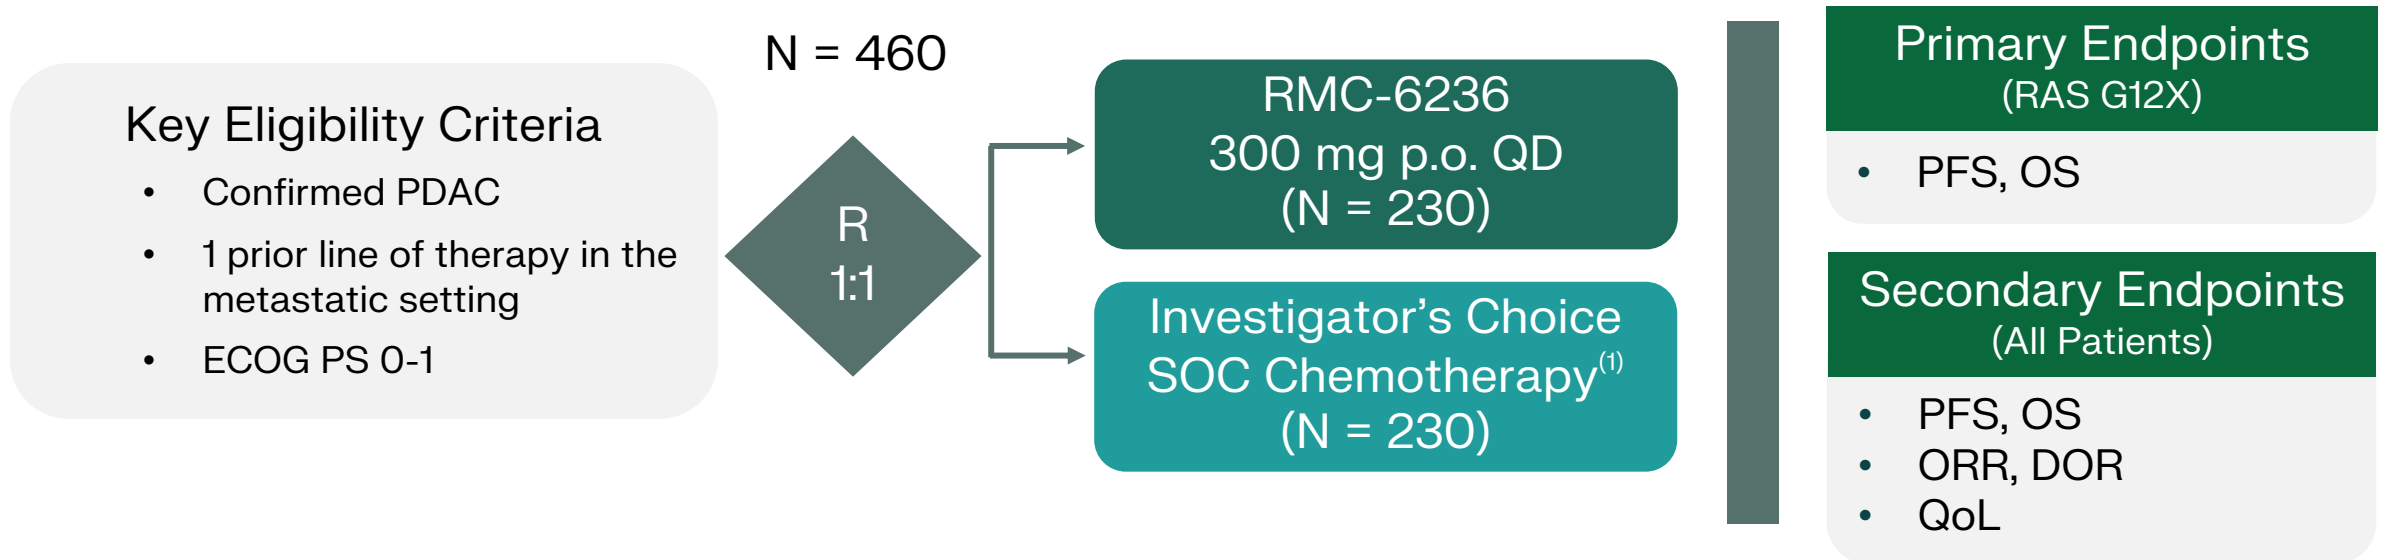 Key Eligibility Criteria
• Confirmed PDAC
• 1 prior line of therapy in the
metastatic setting
• ECOG PS 0-1
N = 460
R
1:1
RMC-6236
300 mg p.o. QD
(N = 230)
Investigator’s Choice
SOC Chemotherapy(1)
(N = 230)
Primary Endpoints
(RAS G12X)
• PFS, OS
Secondary Endpoints
(All Patients)
• PFS, OS
• ORR, DOR
• QoL